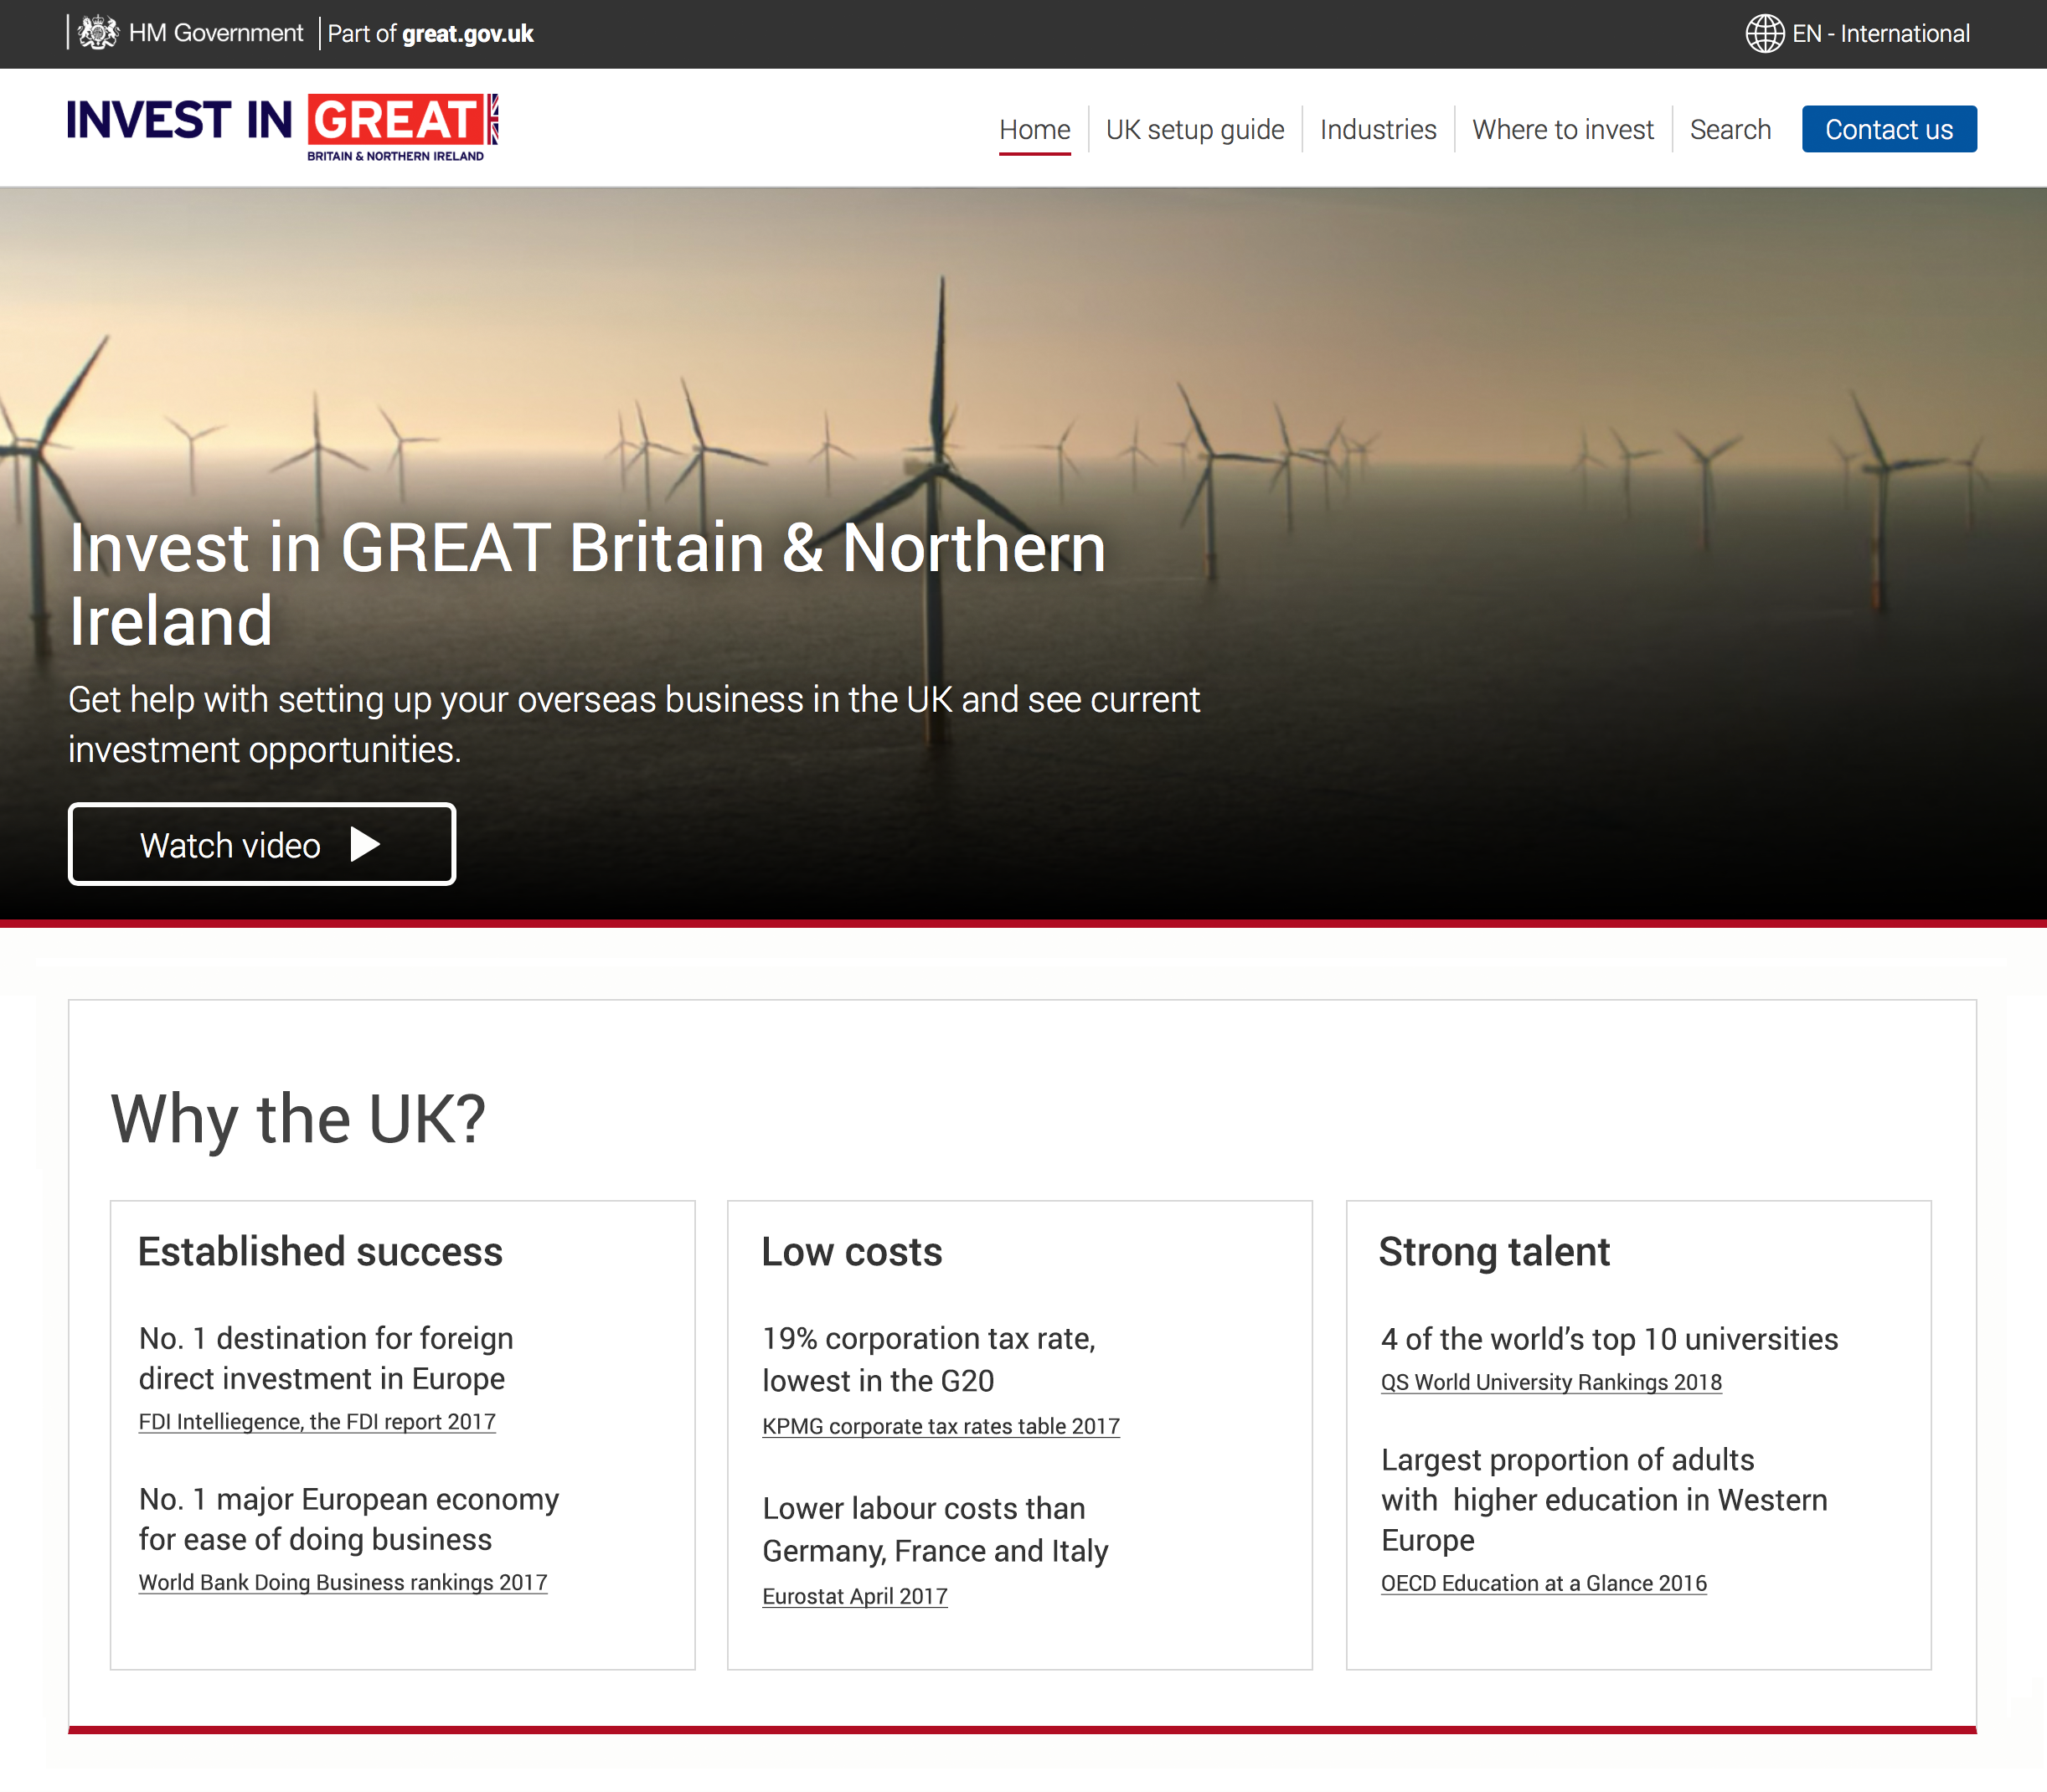 HM Government
Part of great.gov.uk
EN - International
INVEST IN GREAT
BRITAIN & NORTHERN IRELAND
Home
UK setup guide
Industries
Where to invest
Search
Contact us
Invest in GREAT Britain & Northern
Ireland
Get help with setting up your overseas business in the UK and see current
investment opportunities.
Watch video
Why the UK?
Established success
No. 1 destination for foreign
direct investment in Europe
FDI Intelliegence, the FDI report 2017
No. 1 major European economy
for ease of doing business
World Bank Doing Business rankings 2017
Low costs
19% corporation tax rate,
lowest in the G20
KPMG corporate tax rates table 2017
Lower labour costs than
Germany, France and Italy
Eurostat April 2017
Strong talent
4 of the world’s top 10 universities
QS World University Rankings 2018
Largest proportion of adults
with  higher education in Western
Europe
OECD Education at a Glance 2016